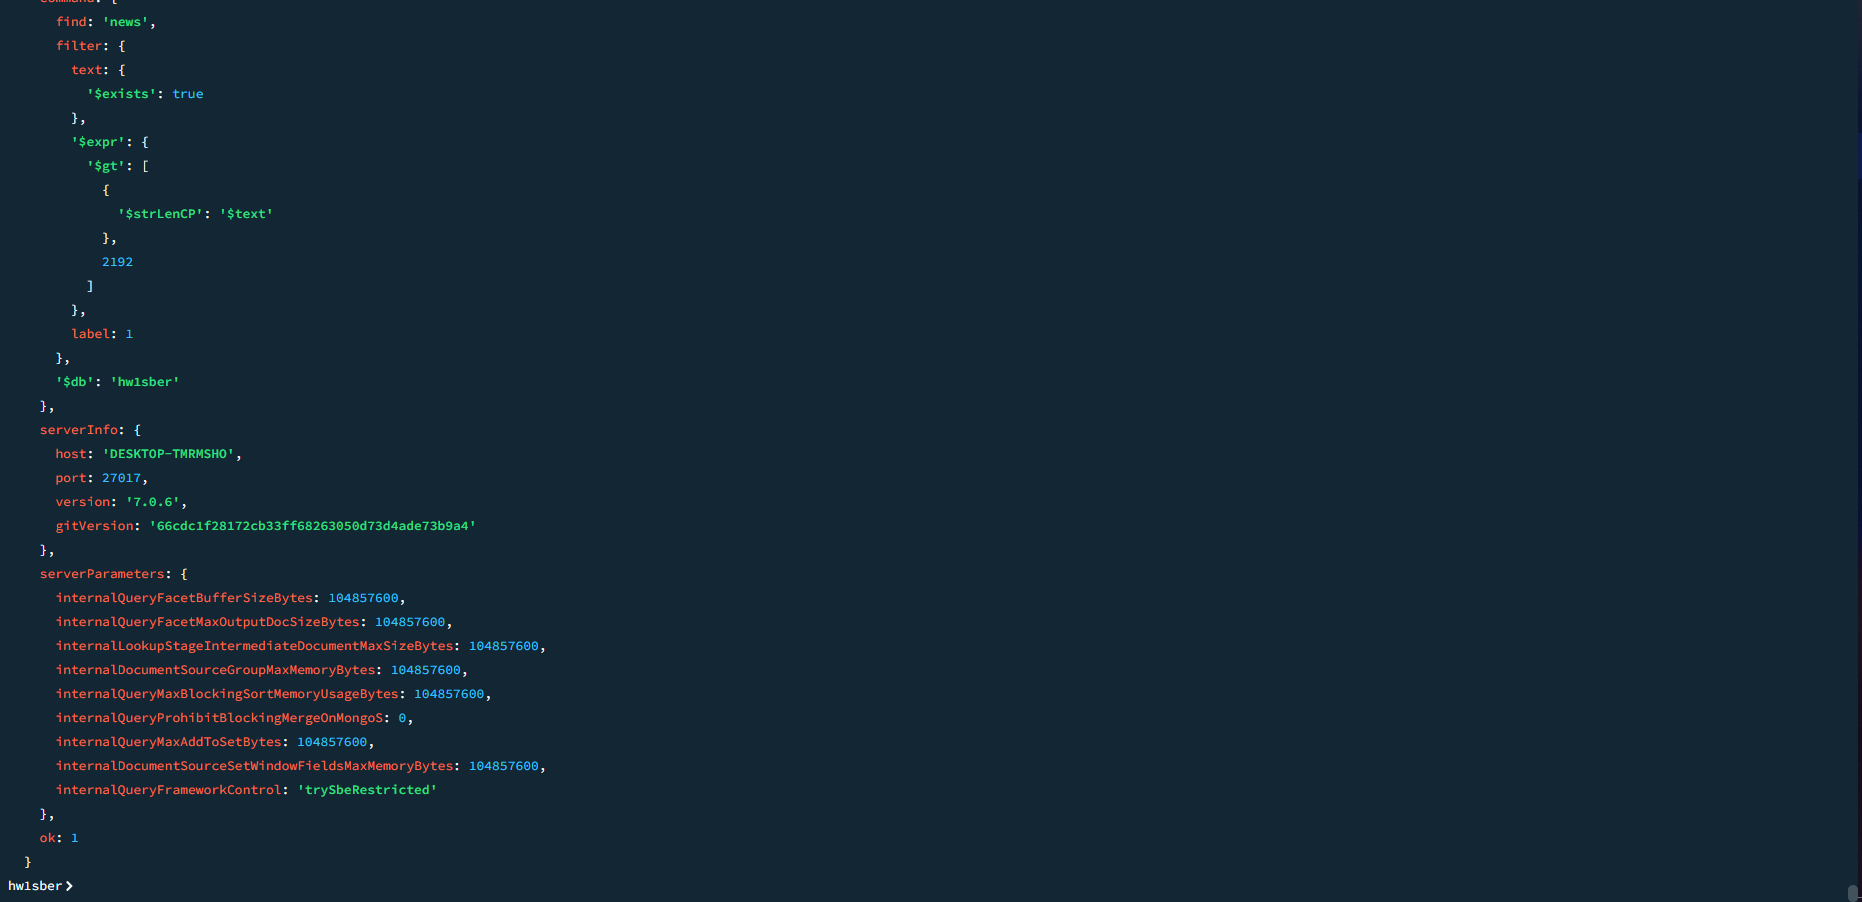 command: {
find: 'news',
filter: {
text: {
'$exists': true
},
'$expr': {
'$gt': [
{
'$strLenCP': '$text'
},
2192
]
},
label: 1
},
'$db': 'hw1sber'
},
serverInfo: {
host: 'DESKTOP-TMRMSHO',
port: 27017,
version: '7.0.6',
gitVersion: '66cdc1f28172cb33ff68263050d73d4ade73b9a4'
},
serverParameters: {
internalQueryFacetBufferSizeBytes: 104857600,
internalQueryFacetMaxOutputDocSizeBytes: 104857600,
internalLookupStageIntermediateDocumentMaxSizeBytes: 104857600,
internalDocumentSourceGroupMaxMemoryBytes: 104857600,
internalQueryMaxBlockingSortMemoryUsageBytes: 104857600,
internalQueryProhibitBlockingMergeOnMongoS: 0,
internalQueryMaxAddToSetBytes: 104857600,
internalDocumentSourceSetWindowFieldsMaxMemoryBytes: 104857600,
internalQueryFrameworkControl: 'trySbeRestricted'
},
ok: 1
}
hw1sber>